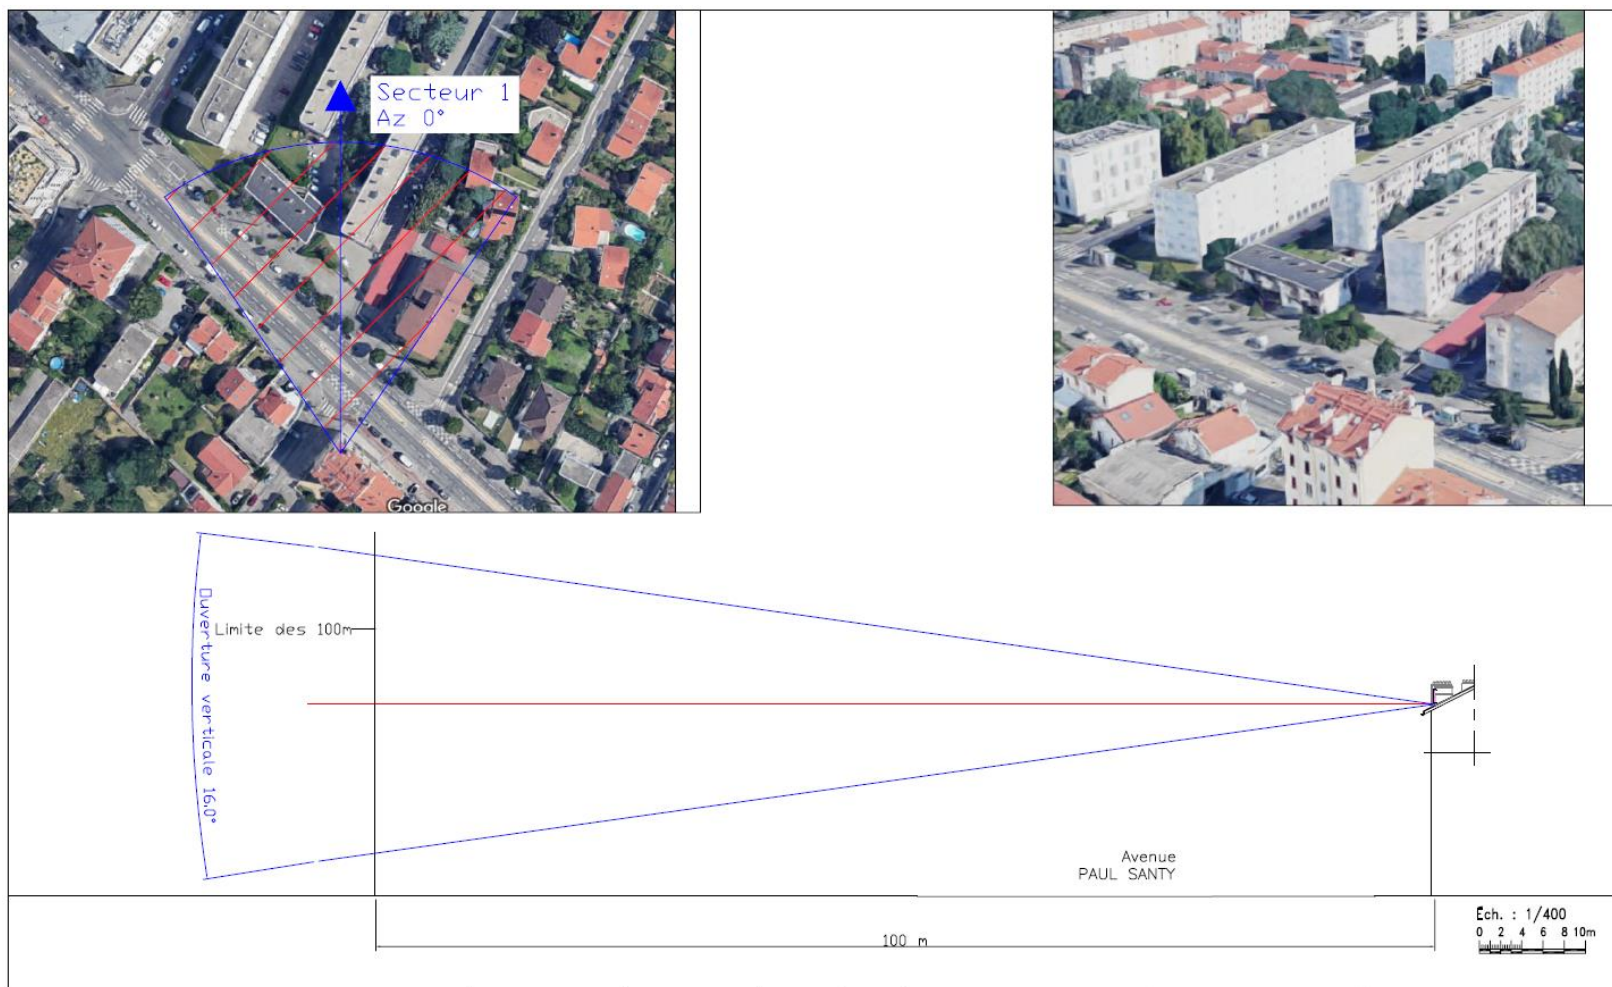 Secteur 1
Az 0°
Google
Ouverture verticale 16.0°
Limite des 100m
Avenue
PAUL SANTY
100 m
Éch. : 1/400
0 2 4 6 8 10m